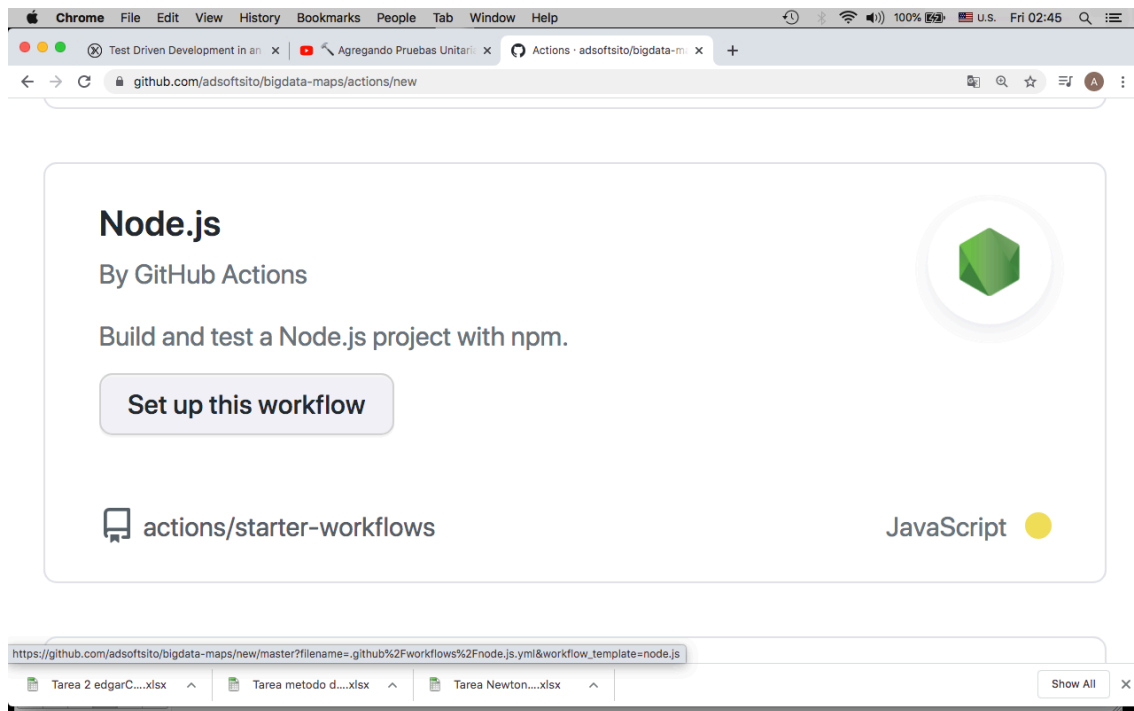 Chrome File Edit View History Bookmarks People Tab Window Help 100% U.S. Fri 02:45
Test Driven Development in an Agregando Pruebas Unitaria Actions · adsoftsito/bigdata-ma
github.com/adsoftsito/bigdata-maps/actions/new A
Node.js
By GitHub Actions
Build and test a Node.js project with npm.
Set up this workflow
actions/starter-workflows JavaScript
https://github.com/adsoftsito/bigdata-maps/new/master?filename=.github%2Fworkflows%2Fnode.js.yml&workflow_template=node.js
Tarea 2 edgarC....xlsx Tarea metodo d....xlsx Tarea Newton....xlsx Show All